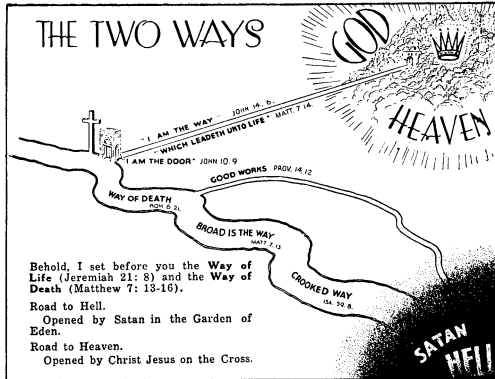 THE TWO WAYS
GOD
HEAVEN
"I AM THE WAY" JOHN 14. 6.
"WHICH LEADETH UNTO LIFE" MATT. 7.14.
"I AM THE DOOR" JOHN 10. 9
GOOD WORKS PROV. 14. 12
WAY OF DEATH
ROM. 6. 21.
BROAD IS THE WAY
MATT. 7. 13
CROOKED WAY
ISA. 59. 8.
Behold, I set before you the Way of
Life (Jeremiah 21: 8) and the Way of
Death (Matthew 7: 13-16).
Road to Hell.
Opened by Satan in the Garden of
Eden.
Road to Heaven.
Opened by Christ Jesus on the Cross.
SATAN
HELL